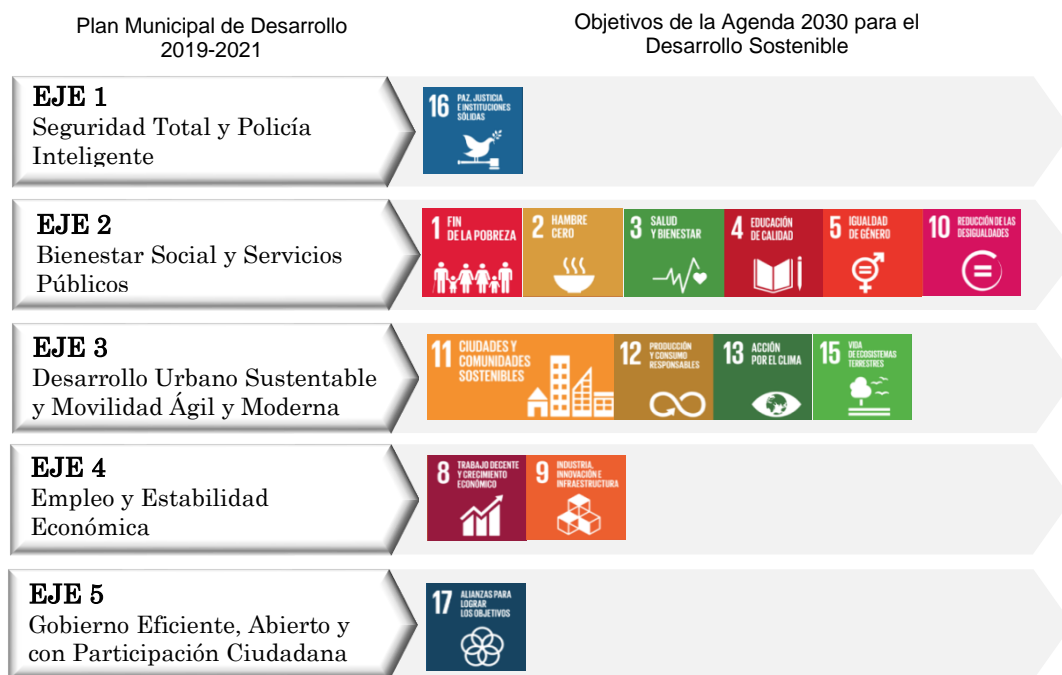 Plan Municipal de Desarrollo
2019-2021
Objetivos de la Agenda 2030 para el
Desarrollo Sostenible
EJE 1
Seguridad Total y Policía
Inteligente
16 PAZ, JUSTICIA
E INSTITUCIONES
SÓLIDAS
EJE 2
Bienestar Social y Servicios
Públicos
1 FIN
DE LA POBREZA
2 HAMBRE
CERO
3 SALUD
Y BIENESTAR
4 EDUCACIÓN
DE CALIDAD
5 IGUALDAD
DE GÉNERO
10 REDUCCIÓN DE LAS
DESIGUALDADES
EJE 3
Desarrollo Urbano Sustentable
y Movilidad Ágil y Moderna
11 CIUDADES Y
COMUNIDADES
SOSTENIBLES
12 PRODUCCIÓN
Y CONSUMO
RESPONSABLES
13 ACCIÓN
POR EL CLIMA
15 VIDA
DE ECOSISTEMAS
TERRESTRES
EJE 4
Empleo y Estabilidad
Económica
8 TRABAJO DECENTE
Y CRECIMIENTO
ECONÓMICO
9 INDUSTRIA,
INNOVACIÓN E
INFRAESTRUCTURA
EJE 5
Gobierno Eficiente, Abierto y
con Participación Ciudadana
17 ALIANZAS PARA
LOGRAR
LOS OBJETIVOS